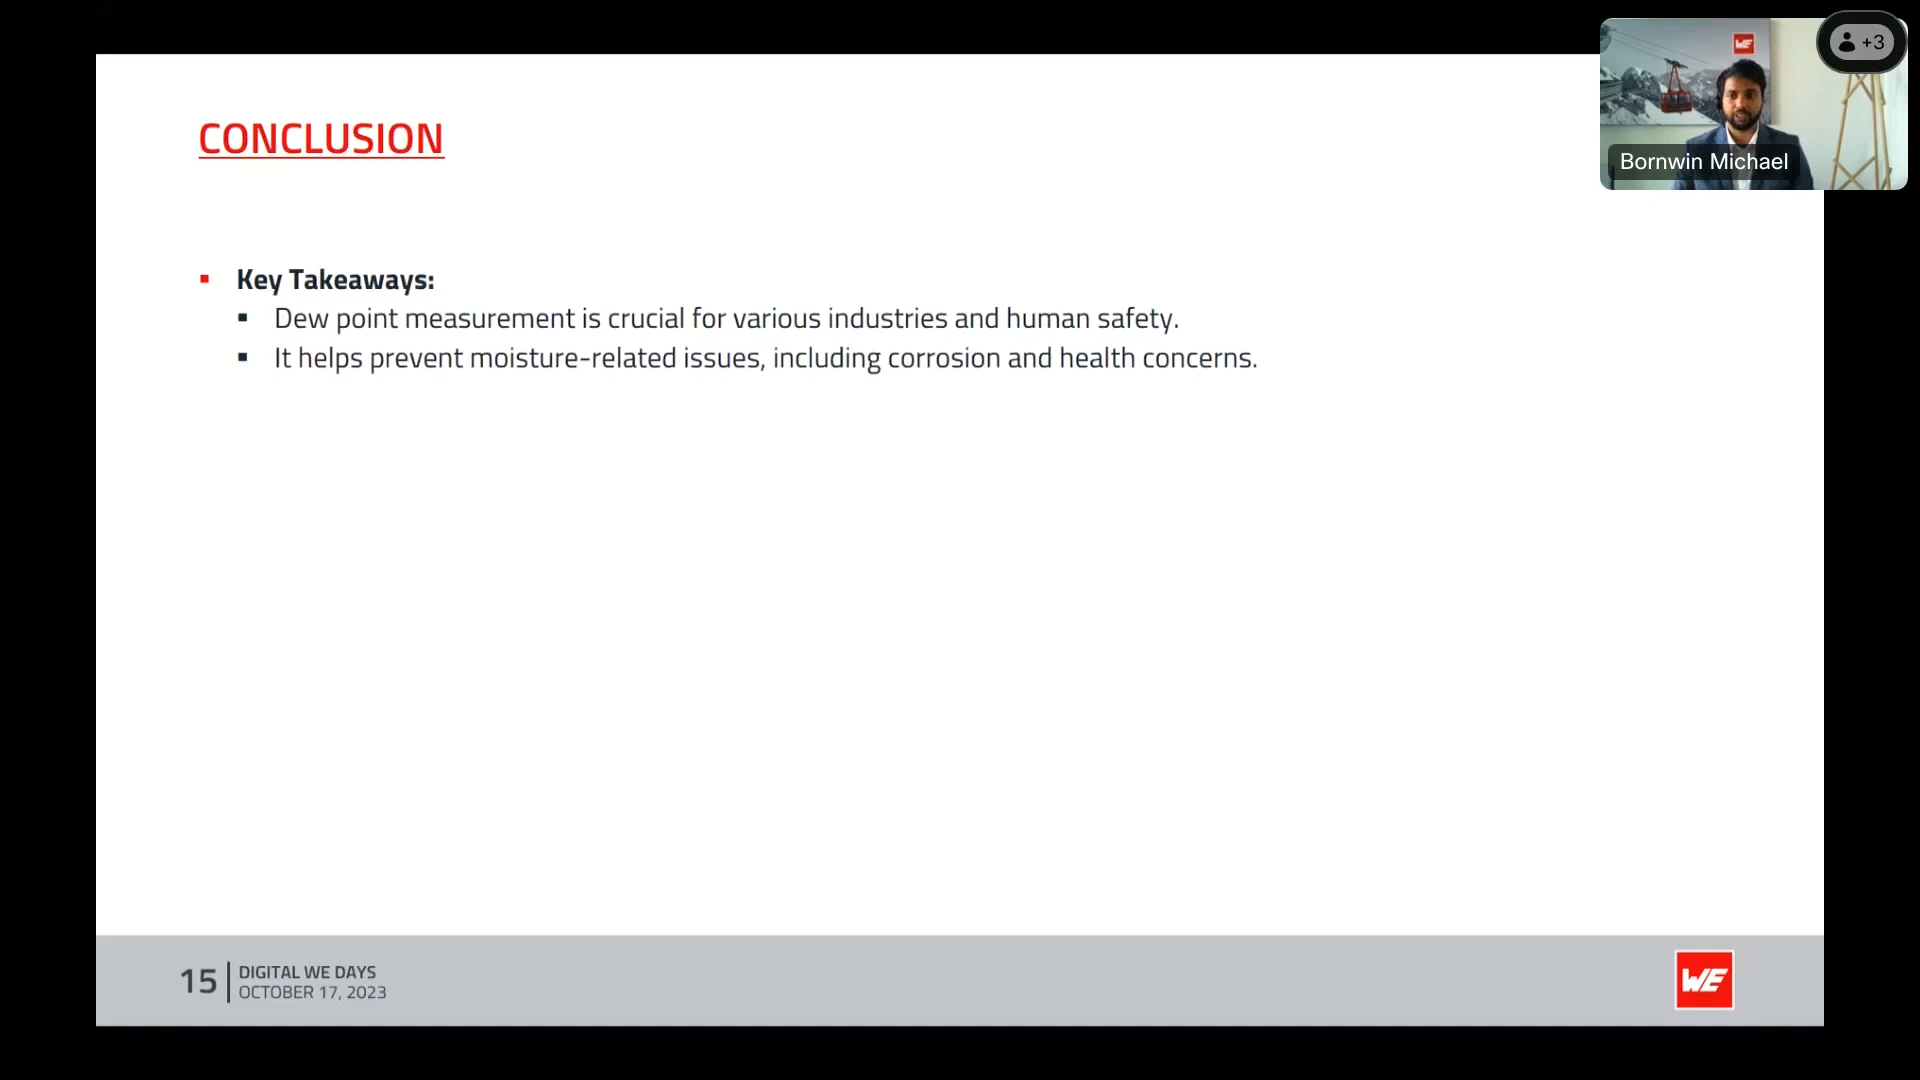 +3
WE
Bornwin Michael
CONCLUSION
Key Takeaways:
Dew point measurement is crucial for various industries and human safety.
It helps prevent moisture-related issues, including corrosion and health concerns.
15
DIGITAL WE DAYS
OCTOBER 17, 2023
WE